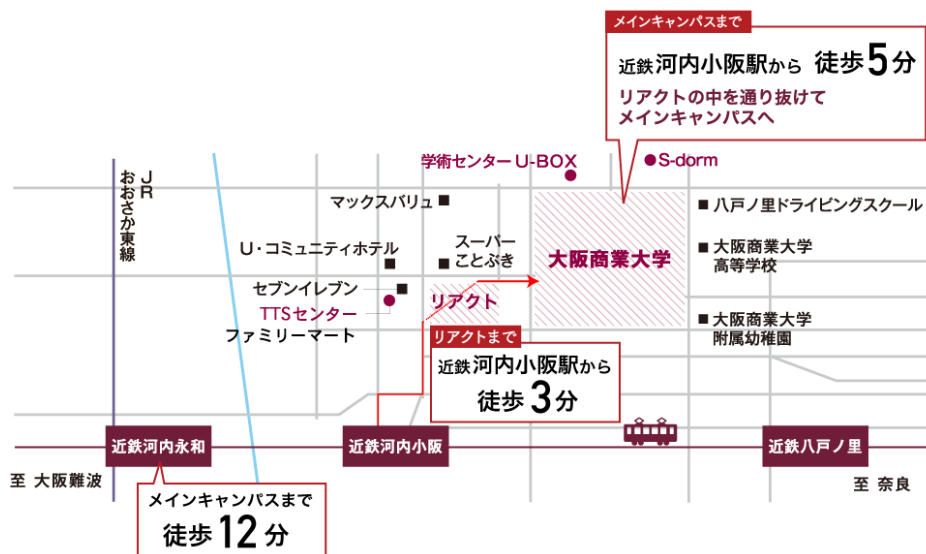 メインキャンパスまで
近鉄河内小阪駅から 徒歩5分
リアクトの中を通り抜けて
メインキャンパスへ
学術センターU-BOX
S-dorm
JR
おおさか東線
マックスバリュ
八戸ノ里ドライビングスクール
U・コミュニティホテル
スーパー
ことぶき
大阪商業大学
大阪商業大学
高等学校
セブンイレブン
リアクト
TTSセンター
ファミリーマート
大阪商業大学
附属幼稚園
リアクトまで
近鉄河内小阪駅から
徒歩3分
近鉄河内永和
近鉄河内小阪
近鉄八戸ノ里
至 大阪難波
至 奈良
メインキャンパスまで
徒歩12分